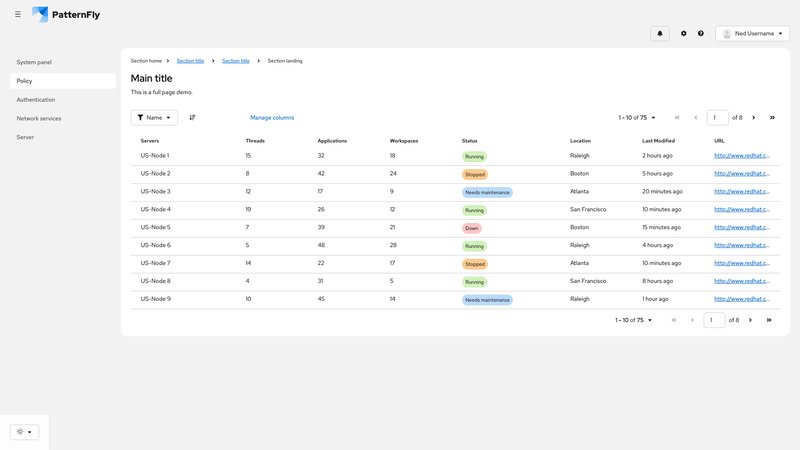 PatternFly
Ned Username
System panel
Policy
Authentication
Network services
Server
Section home Section title Section title Section landing
Main title
This is a full page demo.
Name Manage columns 1 - 10 of 75 1 of 8
Servers Threads Applications Workspaces Status Location Last Modified URL
US-Node 1 15 32 18 Running Raleigh 2 hours ago http://www.redhat.c...
US-Node 2 8 42 24 Stopped Boston 5 hours ago http://www.redhat.c...
US-Node 3 12 17 9 Needs maintenance Atlanta 20 minutes ago http://www.redhat.c...
US-Node 4 19 26 12 Running San Francisco 10 minutes ago http://www.redhat.c...
US-Node 5 7 39 21 Down Boston 15 minutes ago http://www.redhat.c...
US-Node 6 5 48 28 Running Raleigh 4 hours ago http://www.redhat.c...
US-Node 7 14 22 17 Stopped Atlanta 10 minutes ago http://www.redhat.c...
US-Node 8 4 31 5 Running San Francisco 8 hours ago http://www.redhat.c...
US-Node 9 10 45 14 Needs maintenance Raleigh 1 hour ago http://www.redhat.c...
1 - 10 of 75 1 of 8